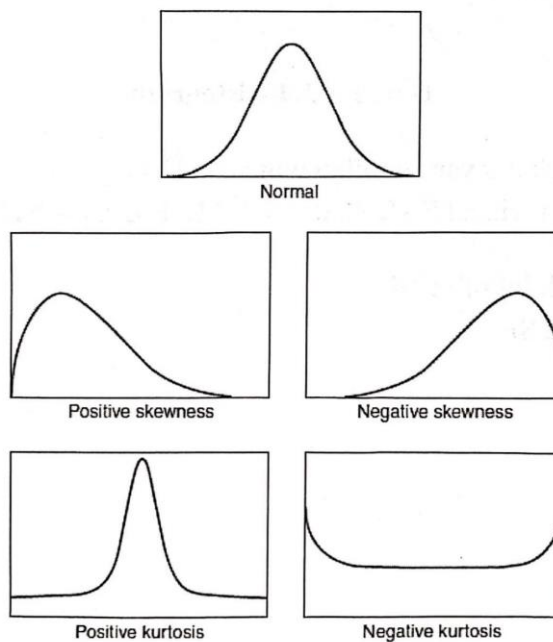 Normal
Positive skewness
Negative skewness
Positive kurtosis
Negative kurtosis